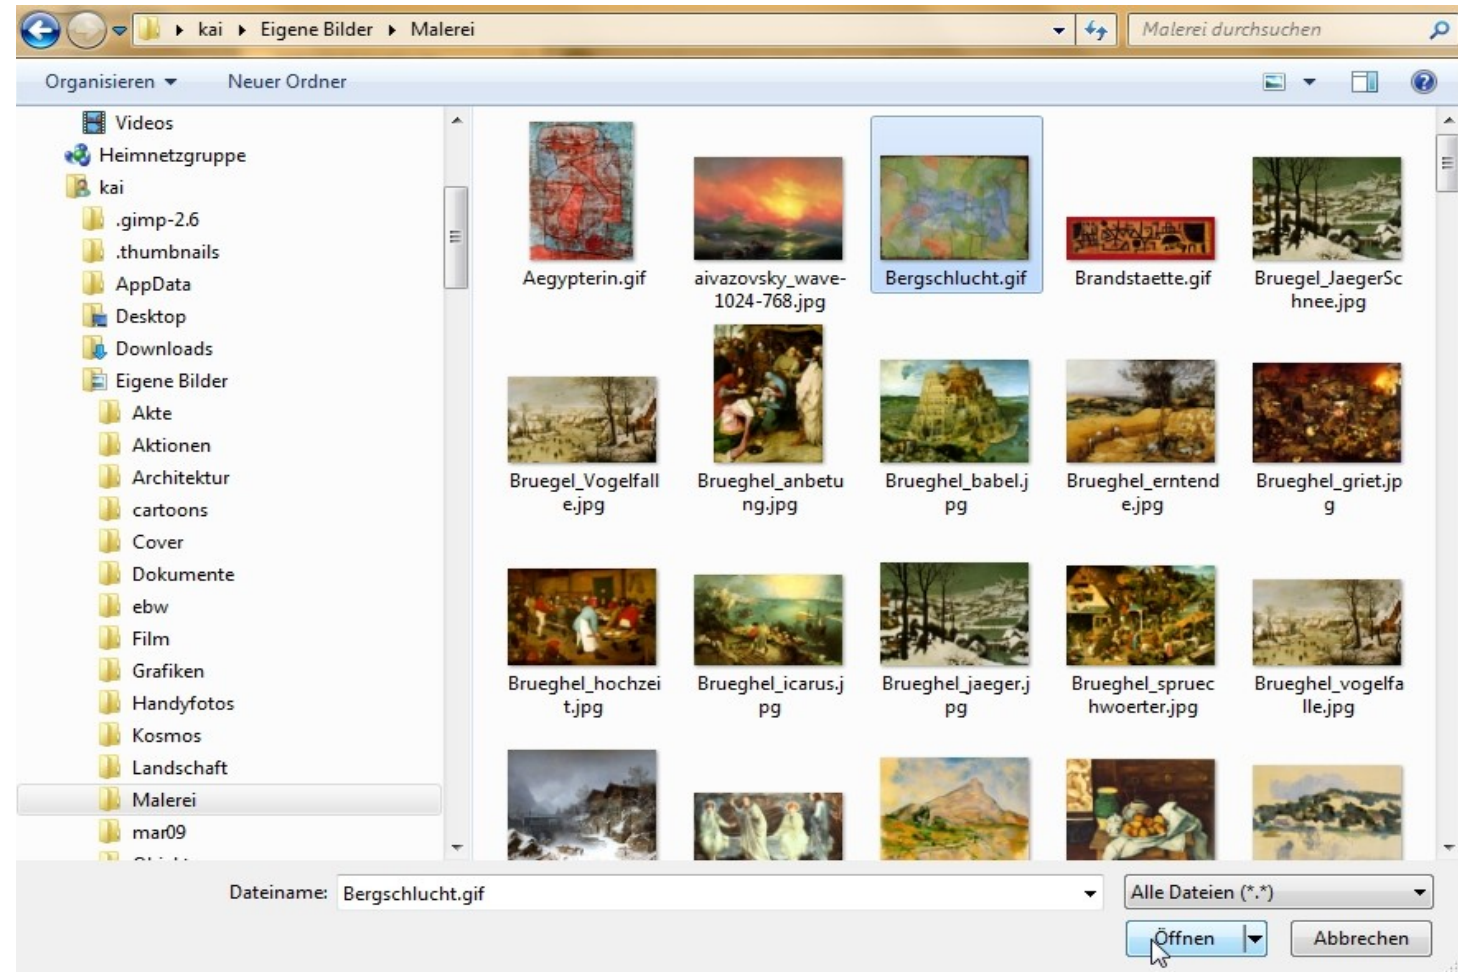 kai Eigene Bilder Malerei
Malerei durchsuchen
Organisieren Neuer Ordner
Videos
Heimnetzgruppe
kai
.gimp-2.6
.thumbnails
AppData
Desktop
Downloads
Eigene Bilder
Akte
Aktionen
Architektur
cartoons
Cover
Dokumente
ebw
Film
Grafiken
Handyfotos
Kosmos
Landschaft
Malerei
mar09
Aegypterin.gif
aivazovsky_wave-
1024-768.jpg
Bergschlucht.gif
Brandstaette.gif
Bruegel_JaegerSc
hnee.jpg
Bruegel_Vogelfall
e.jpg
Brueghel_anbetu
ng.jpg
Brueghel_babel.j
pg
Brueghel_erntend
e.jpg
Brueghel_griet.jp
g
Brueghel_hochzei
t.jpg
Brueghel_icarus.j
pg
Brueghel_jaeger.j
pg
Brueghel_spruec
hwoerter.jpg
Brueghel_vogelfa
lle.jpg
Dateiname: Bergschlucht.gif
Alle Dateien (*.*)
Öffnen
Abbrechen